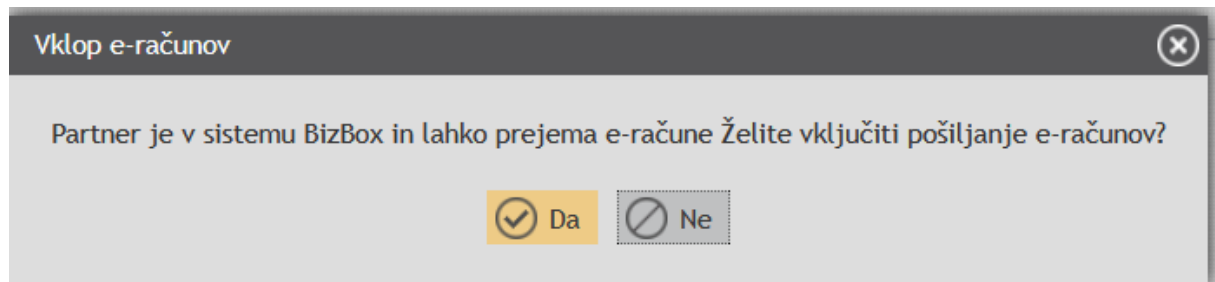 Vklop e-računov
Partner je v sistemu BizBox in lahko prejema e-račune Želite vključiti pošiljanje e-računov?
Da
Ne